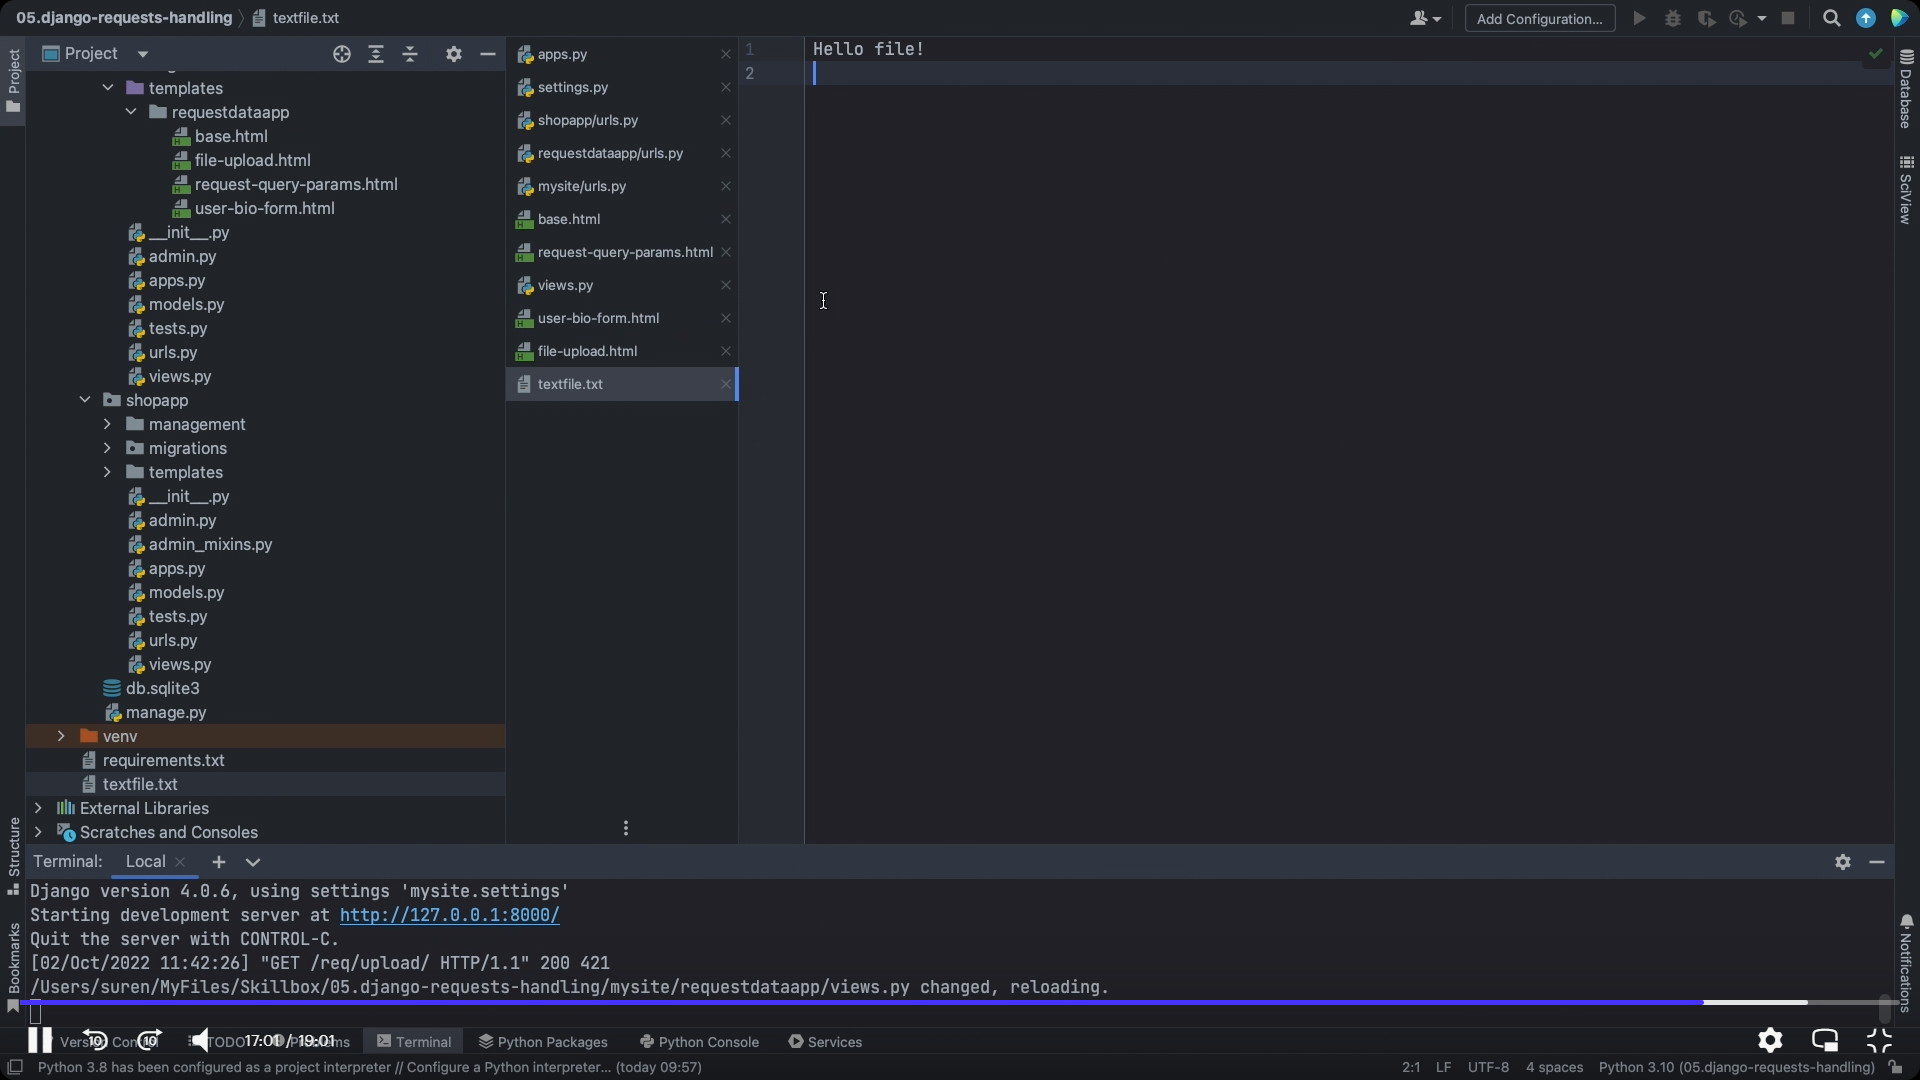 05.django-requests-handling
textfile.txt
Add Configuration...
Project
Project
templates
requestdataapp
base.html
file-upload.html
request-query-params.html
user-bio-form.html
__init__.py
admin.py
apps.py
models.py
tests.py
urls.py
views.py
shopapp
management
migrations
templates
__init__.py
admin.py
admin_mixins.py
apps.py
models.py
tests.py
urls.py
views.py
db.sqlite3
manage.py
venv
requirements.txt
textfile.txt
External Libraries
Scratches and Consoles
apps.py
settings.py
shopapp/urls.py
requestdataapp/urls.py
mysite/urls.py
base.html
request-query-params.html
views.py
user-bio-form.html
file-upload.html
textfile.txt
1 Hello file!
2
Database
SciView
Structure
Bookmarks
Notifications
Terminal: Local
Django version 4.0.6, using settings 'mysite.settings'
Starting development server at http://127.0.0.1:8000/
Quit the server with CONTROL-C.
[02/Oct/2022 11:42:26] "GET /req/upload/ HTTP/1.1" 200 421
/Users/suren/MyFiles/Skillbox/05.django-requests-handling/mysite/requestdataapp/views.py changed, reloading.
10 10 17:01 / 19:01
TODO
Terminal
Python Packages
Python Console
Services
Python 3.8 has been configured as a project interpreter // Configure a Python interpreter... (today 09:57)
2:1 LF UTF-8 4 spaces Python 3.10 (05.django-requests-handling)